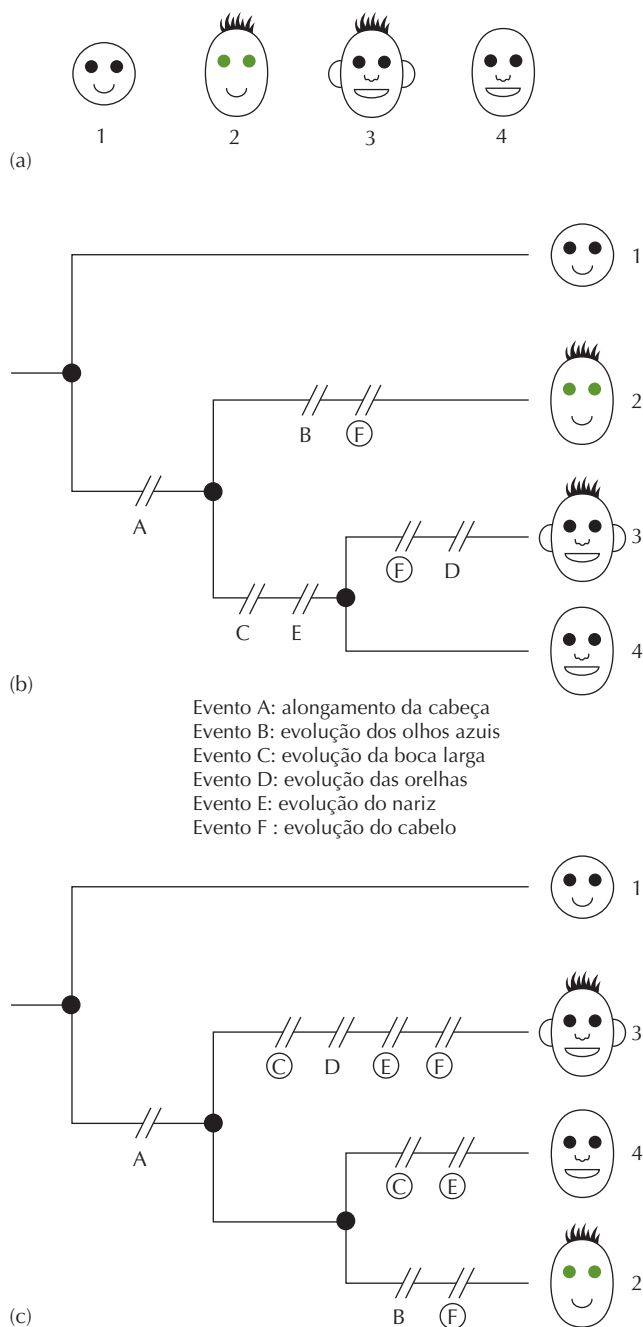 1 2 3 4
(a)
1
2
B Ⓕ
3
A
Ⓕ D
C E
4
(b)
Evento A: alongamento da cabeça
Evento B: evolução dos olhos azuis
Evento C: evolução da boca larga
Evento D: evolução das orelhas
Evento E: evolução do nariz
Evento F : evolução do cabelo
1
3
Ⓒ D Ⓔ Ⓕ
A
4
Ⓒ Ⓔ
2
B Ⓕ
(c)